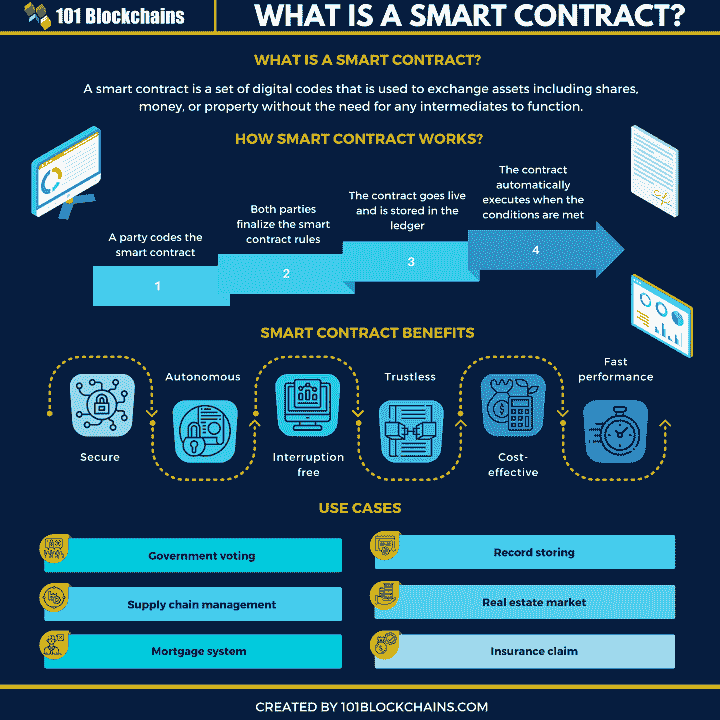 101 Blockchains
WHAT IS A SMART CONTRACT?
WHAT IS A SMART CONTRACT?
A smart contract is a set of digital codes that is used to exchange assets including shares,
money, or property without the need for any intermediates to function.
HOW SMART CONTRACT WORKS?
A party codes the
smart contract
1
Both parties
finalize the smart
contract rules
2
The contract goes live
and is stored in the
ledger
3
The contract
automatically
executes when the
conditions are met
4
SMART CONTRACT BENEFITS
Secure
Autonomous
Interruption
free
Trustless
Cost-
effective
Fast
performance
USE CASES
Government voting
Record storing
Supply chain management
Real estate market
Mortgage system
Insurance claim
CREATED BY 101BLOCKCHAINS.COM